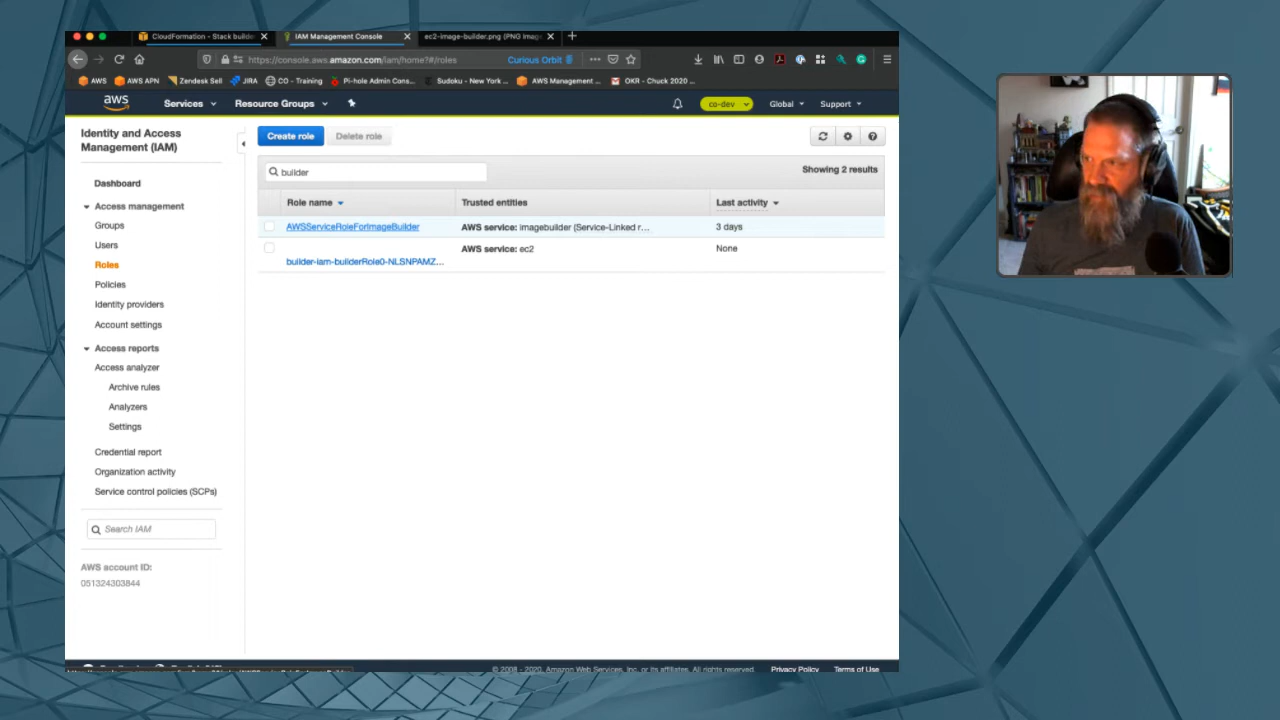 CloudFormation - Stack builde
IAM Management Console
ec2-image-builder.png (PNG Imag
https://console.aws.amazon.com/iam/home?#/roles
Curious Orbit
AWS
AWS APN
Zendesk Sell
JIRA
CO - Training
Pi-hole Admin Cons...
Sudoku - New York ...
AWS Management ...
OKR - Chuck 2020 ...
aws
Services
Resource Groups
co-dev
Global
Support
Identity and Access
Management (IAM)
Dashboard
Access management
Groups
Users
Roles
Policies
Identity providers
Account settings
Access reports
Access analyzer
Archive rules
Analyzers
Settings
Credential report
Organization activity
Service control policies (SCPs)
Search IAM
AWS account ID:
051324303844
Create role
Delete role
builder
Showing 2 results
Role name
Trusted entities
Last activity
AWSServiceRoleForImageBuilder
AWS service: imagebuilder (Service-Linked r...
3 days
builder-iam-builderRole0-NLSNPAMZ...
AWS service: ec2
None
© 2008 - 2020, Amazon Web Services, Inc. or its affiliates. All rights reserved.
Privacy Policy
Terms of Use